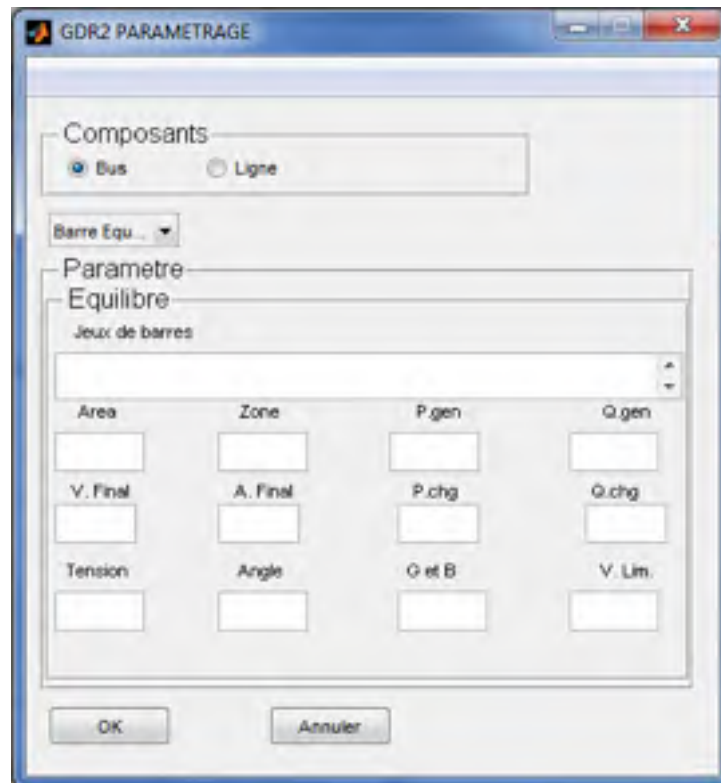 GDR2 PARAMETRAGE
Composants
Bus Ligne
Barre Equ...
Parametre
Equilibre
Jeux de barres
Area Zone P.gen Q.gen
V. Final A. Final P.chg Q.chg
Tension Angle G et B V. Lim.
OK Annuler